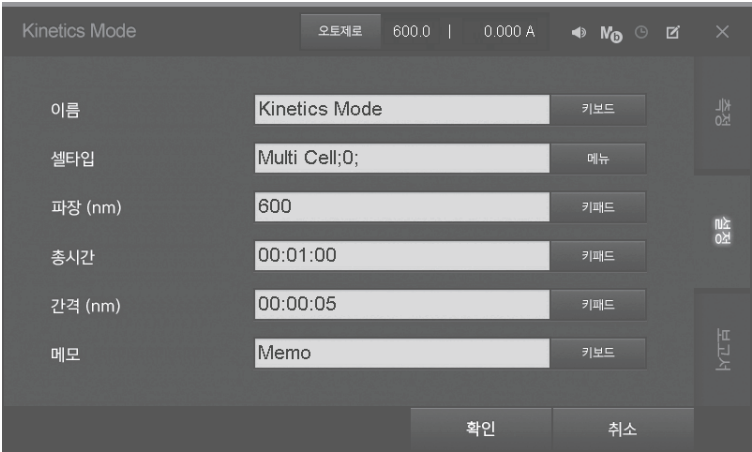 Kinetics Mode 오토제로 600.0 | 0.000 A Mb
이름 Kinetics Mode 키보드
셀타입 Multi Cell;0; 메뉴
파장 (nm) 600 키패드
총시간 00:01:00 키패드
간격 (nm) 00:00:05 키패드
메모 Memo 키보드
측정
설정
보고서
확인 취소